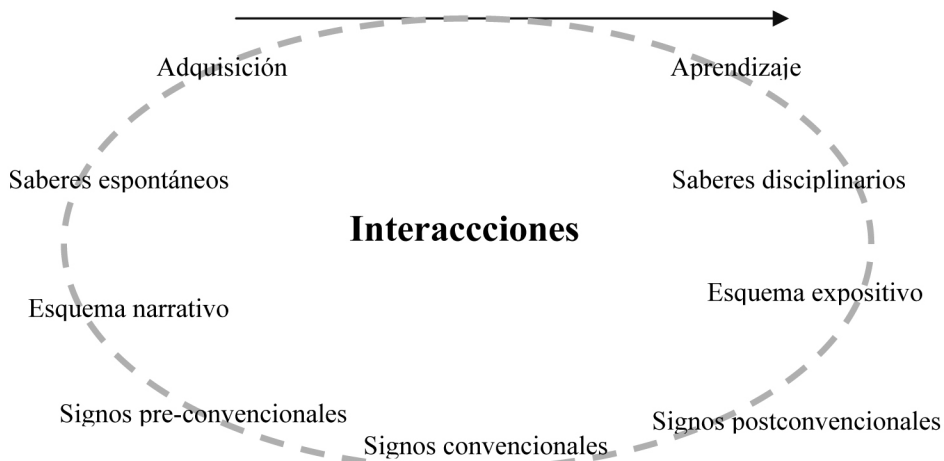 Adquisición
Aprendizaje
Saberes espontáneos
Saberes disciplinarios
Interaccciones
Esquema narrativo
Esquema expositivo
Signos pre-convencionales
Signos convencionales
Signos postconvencionales